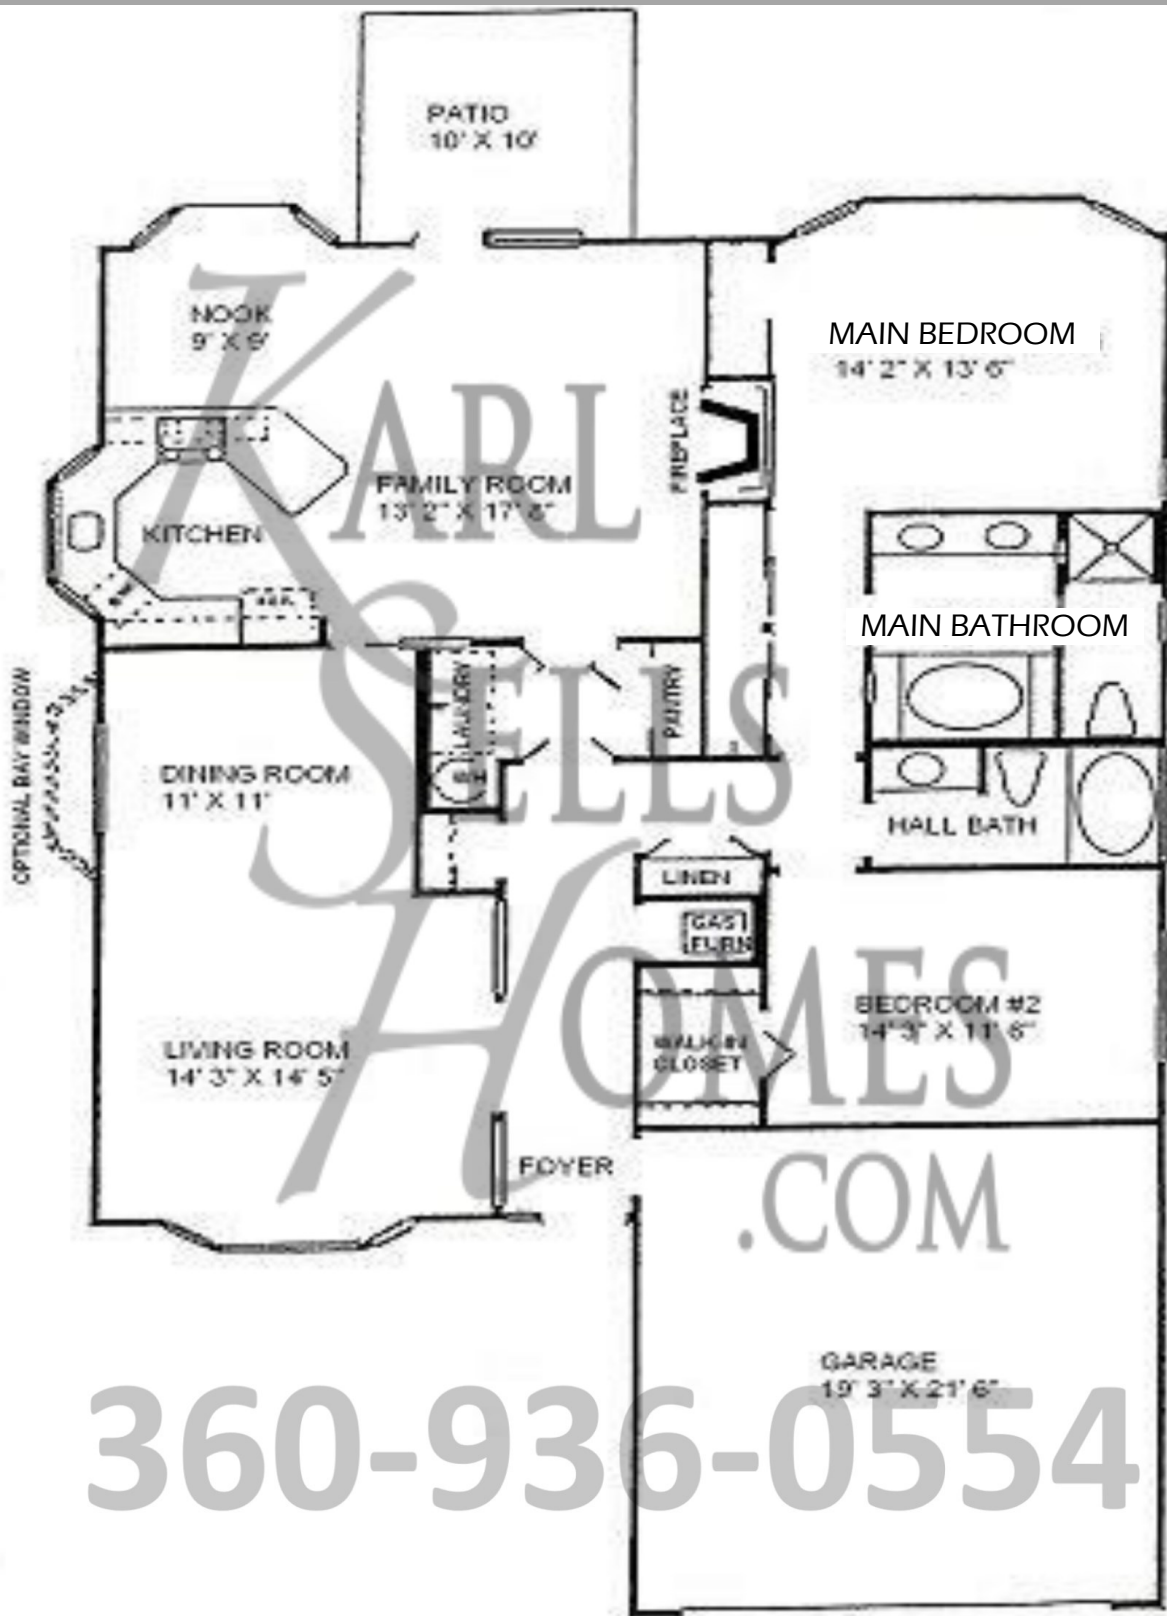 PATIO
10' X 10'
NOOK
9" X 9'
MAIN BEDROOM
14' 2" X 13' 6"
FIREPLACE
FAMILY ROOM
13' 2" X 17' 8"
KITCHEN
MAIN BATHROOM
OPTIONAL BAY WINDOW
LAUNDRY
PANTRY
WH
DINING ROOM
11' X 11'
HALL BATH
LINEN
GAS
FURN
BEDROOM #2
14' 3" X 11' 6"
WALK-IN
CLOSET
LIVING ROOM
14' 3" X 14' 5"
FOYER
GARAGE
19' 3" X 21' 6"
KARL
SELLS
HOMES
.COM
360-936-0554